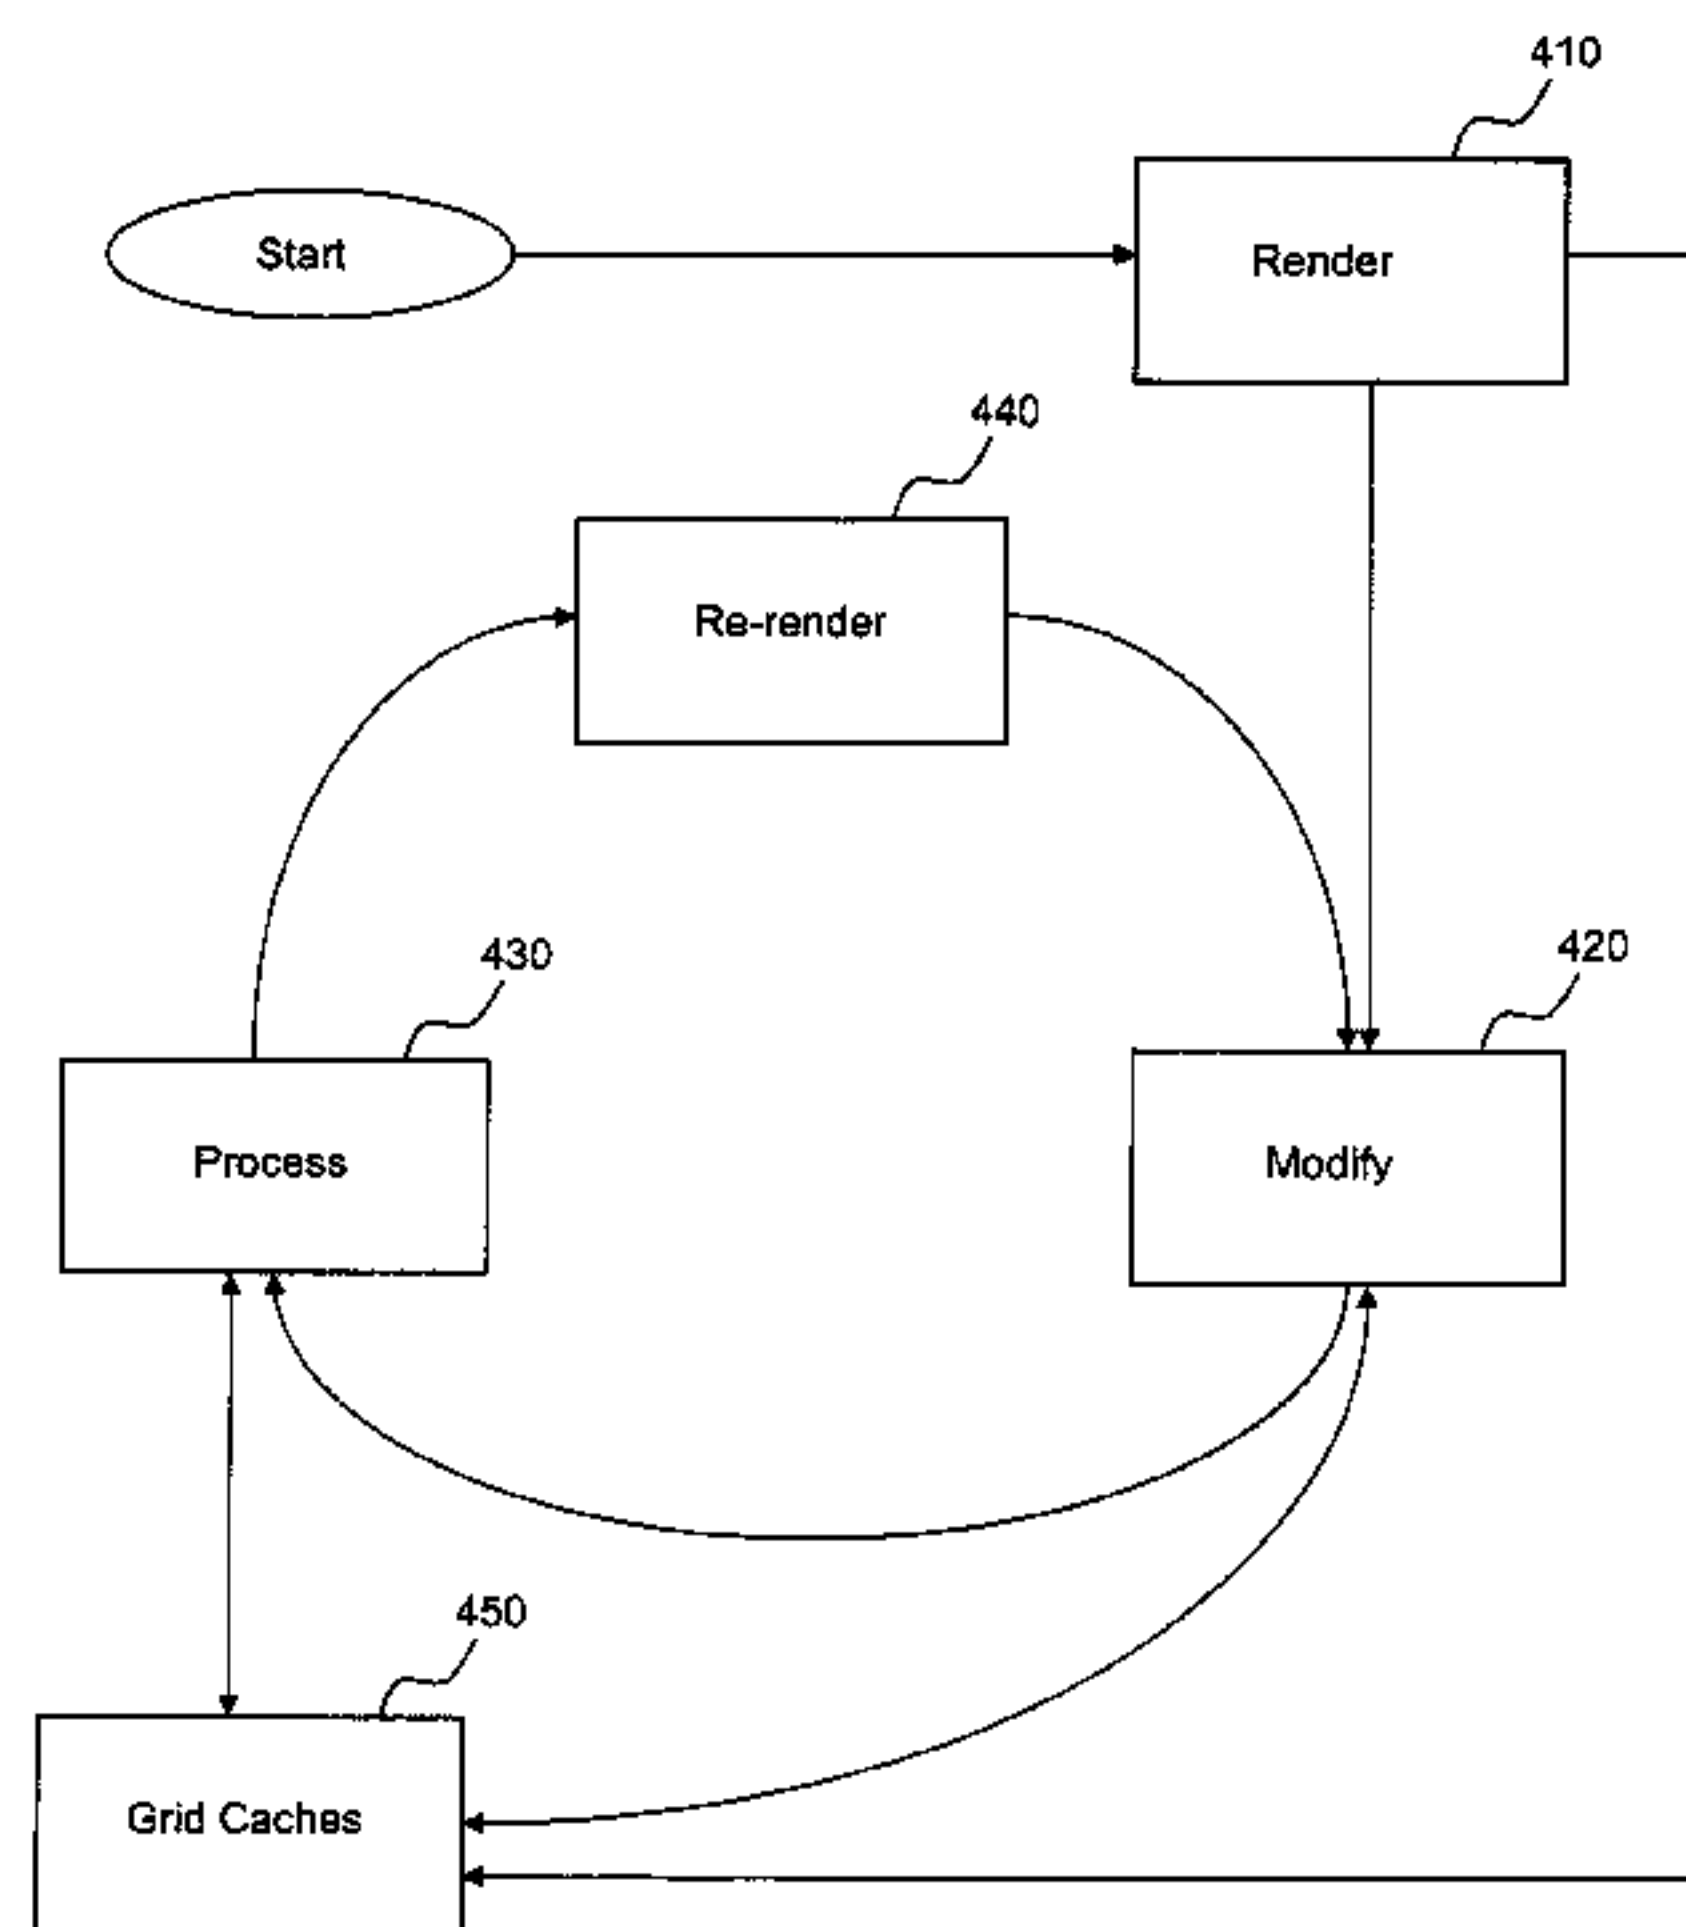 410
Start
Render
440
Re-render
430
420
Process
Modify
450
Grid Caches